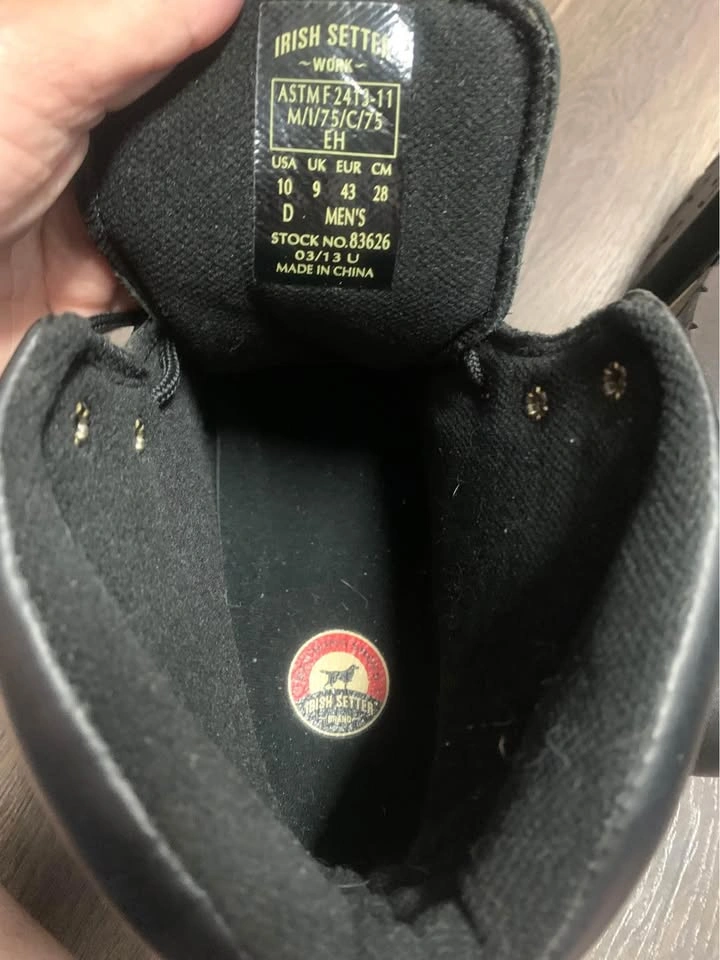 IRISH SETTER
~ WORK ~
ASTM F 2413-11
M/I/75/C/75
EH
USA UK EUR CM
10 9 43 28
D MEN'S
STOCK NO. 83626
03/13 U
MADE IN CHINA
IRISH SETTER
BRAND